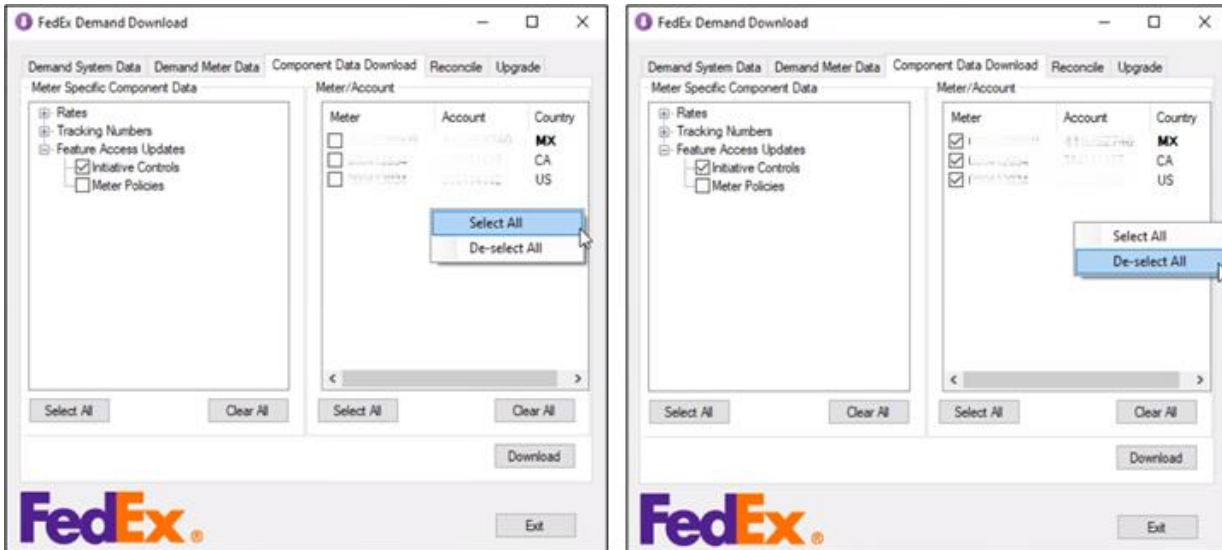 FedEx Demand Download
Demand System Data Demand Meter Data Component Data Download Reconcile Upgrade
Meter Specific Component Data Meter/Account
Rates
Tracking Numbers
Feature Access Updates
Initiative Controls
Meter Policies
Meter Account Country
MX
CA
US
Select All
De-select All
Select All Clear All Select All Clear All
Download
FedEx ®
Exit
FedEx Demand Download
Demand System Data Demand Meter Data Component Data Download Reconcile Upgrade
Meter Specific Component Data Meter/Account
Rates
Tracking Numbers
Feature Access Updates
Initiative Controls
Meter Policies
Meter Account Country
MX
CA
US
Select All
De-select All
Select All Clear All Select All Clear All
Download
FedEx ®
Exit